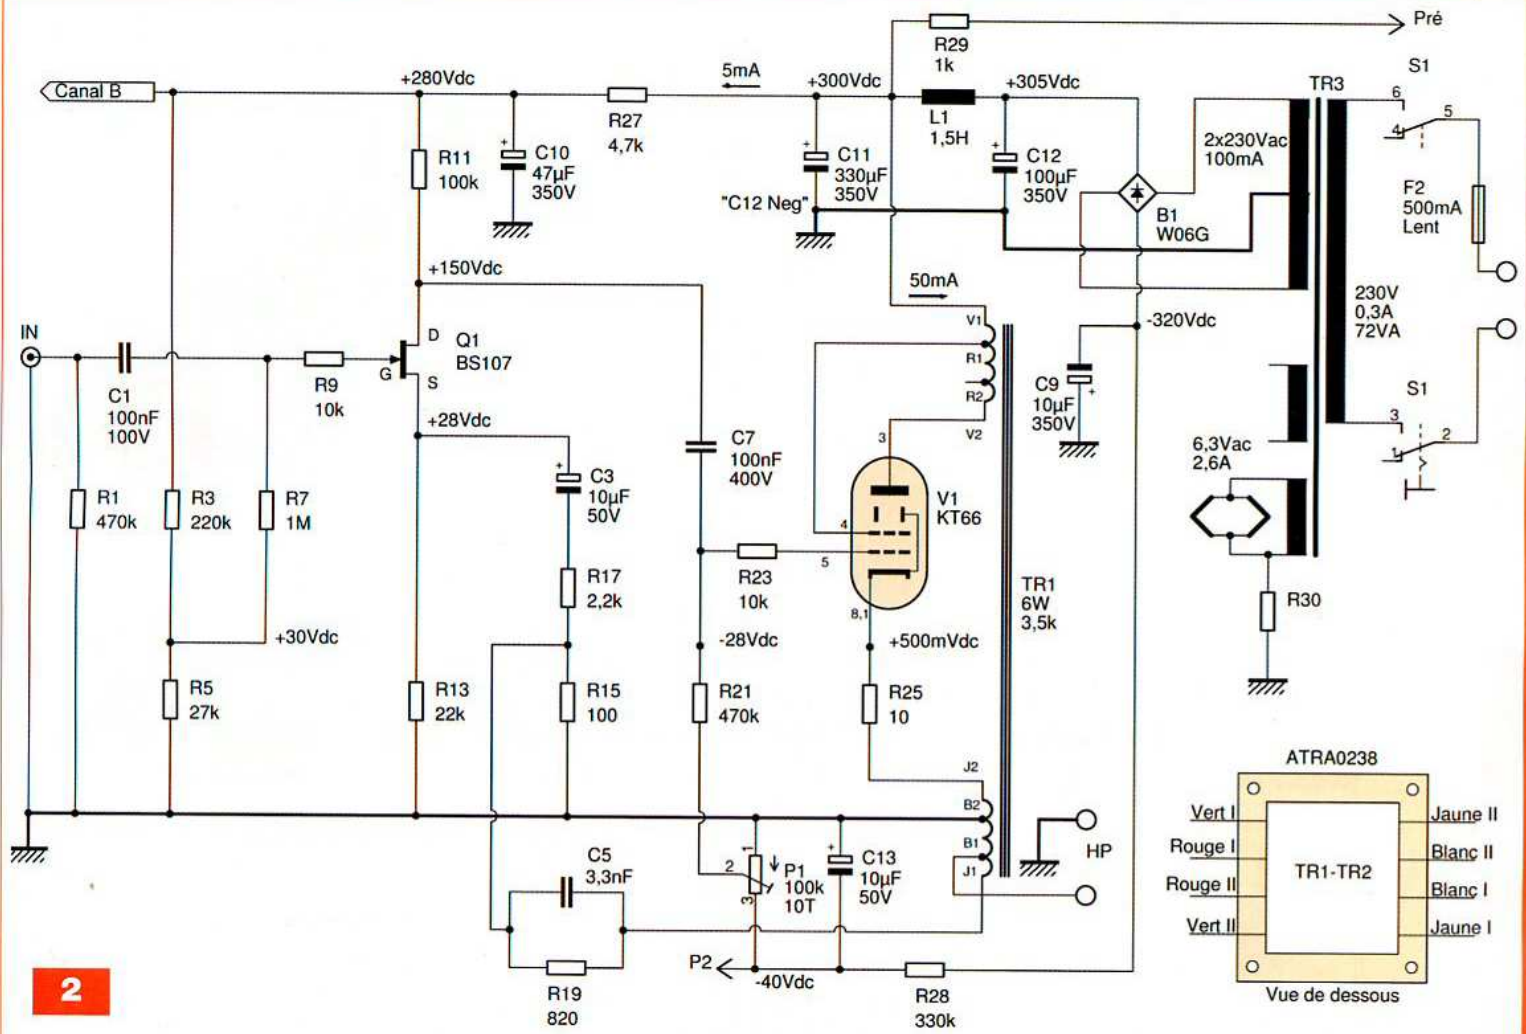 Pré
R29
1k
S1
Canal B
+280Vdc
5mA
+300Vdc
+305Vdc
TR3
6
5
4
R27
4,7k
L1
1,5H
2x230Vac
100mA
R11
100k
C10
47µF
350V
C11
330µF
350V
C12
100µF
350V
F2
500mA
Lent
"C12 Neg"
B1
W06G
+150Vdc
50mA
230V
0,3A
72VA
-320Vdc
IN
D
G
S
Q1
BS107
V1
R1
R2
V2
C1
100nF
100V
R9
10k
C9
10µF
350V
S1
3
2
1
+28Vdc
C7
100nF
400V
3
6,3Vac
2,6A
C3
10µF
50V
V1
KT66
4
5
8,1
R1
470k
R3
220k
R7
1M
R17
2,2k
R23
10k
TR1
6W
3,5k
R30
+30Vdc
-28Vdc
+500mVdc
R5
27k
R13
22k
R15
100
R21
470k
R25
10
J2
B2
B1
J1
HP
C5
3,3nF
1
2
3
P1
100k
10T
C13
10µF
50V
R19
820
P2
-40Vdc
R28
330k
ATRA0238
Vert I
Rouge I
Rouge II
Vert II
TR1-TR2
Jaune II
Blanc II
Blanc I
Jaune I
Vue de dessous
2